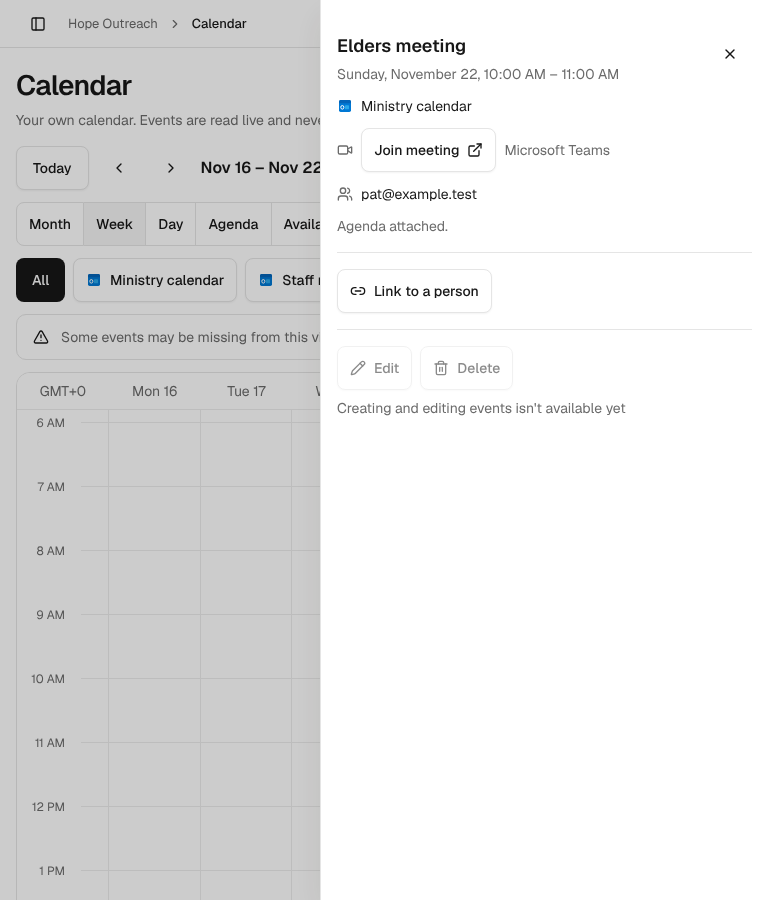 Hope Outreach > Calendar
Calendar
Your own calendar. Events are read live and
Today
Nov 16 – Nov 22
Month Week Day Agenda
All Ministry calendar Staff
Some events may be missing from this
GMT+0 Mon 16 Tue 17
6 AM
7 AM
8 AM
9 AM
10 AM
11 AM
12 PM
1 PM
Elders meeting
Sunday, November 22, 10:00 AM – 11:00 AM
Ministry calendar
Join meeting Microsoft Teams
pat@example.test
Agenda attached.
Link to a person
Edit Delete
Creating and editing events isn't available yet